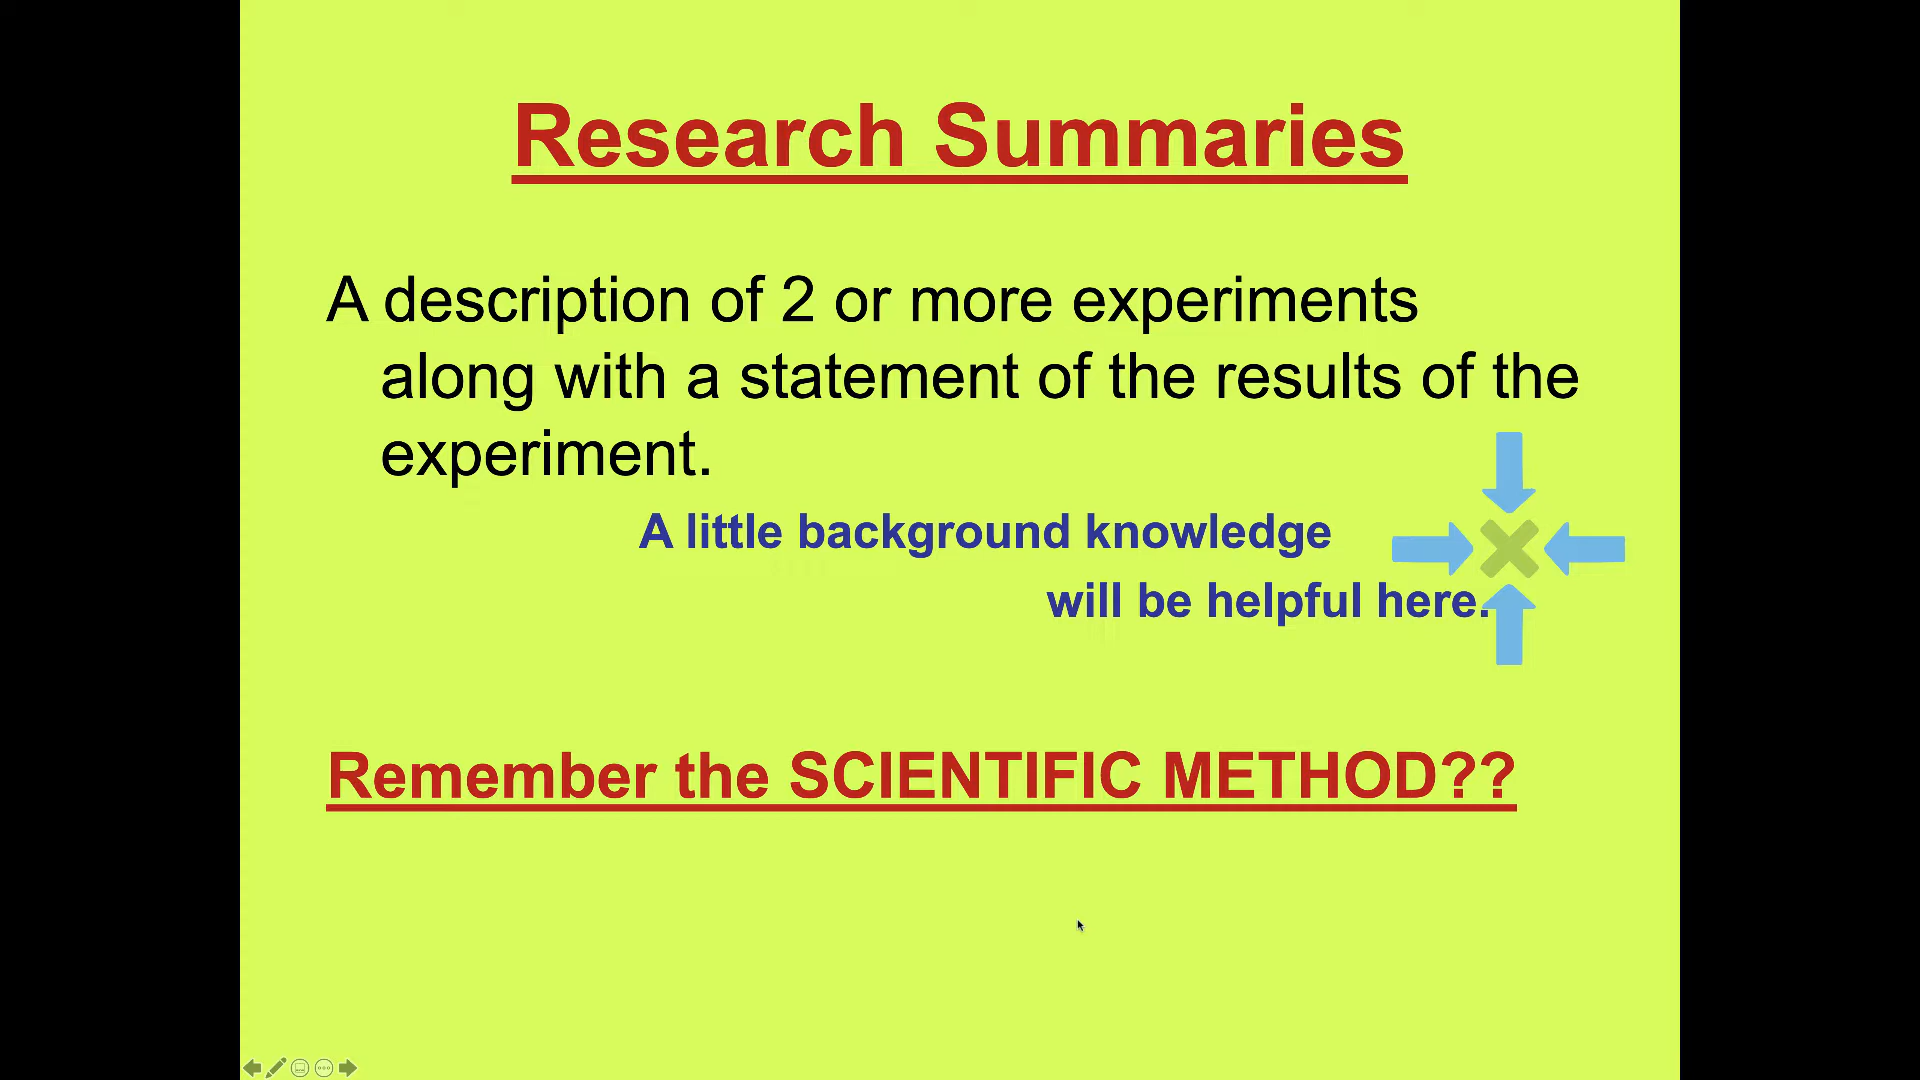 Research Summaries
A description of 2 or more experiments
along with a statement of the results of the
experiment.
A little background knowledge
will be helpful here.
Remember the SCIENTIFIC METHOD??